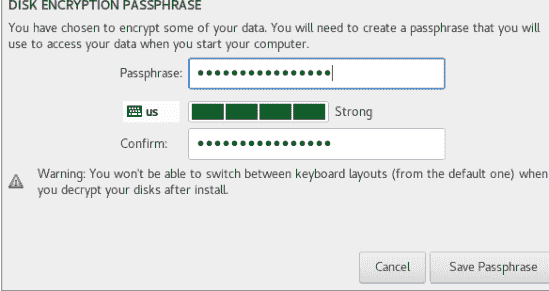 DISK ENCRYPTION PASSPHRASE
You have chosen to encrypt some of your data. You will need to create a passphrase that you will
use to access your data when you start your computer.
Passphrase: ●●●●●●●●●●●●●●●●
us Strong
Confirm: ●●●●●●●●●●●●●●●●
Warning: You won't be able to switch between keyboard layouts (from the default one) when
you decrypt your disks after install.
Cancel Save Passphrase